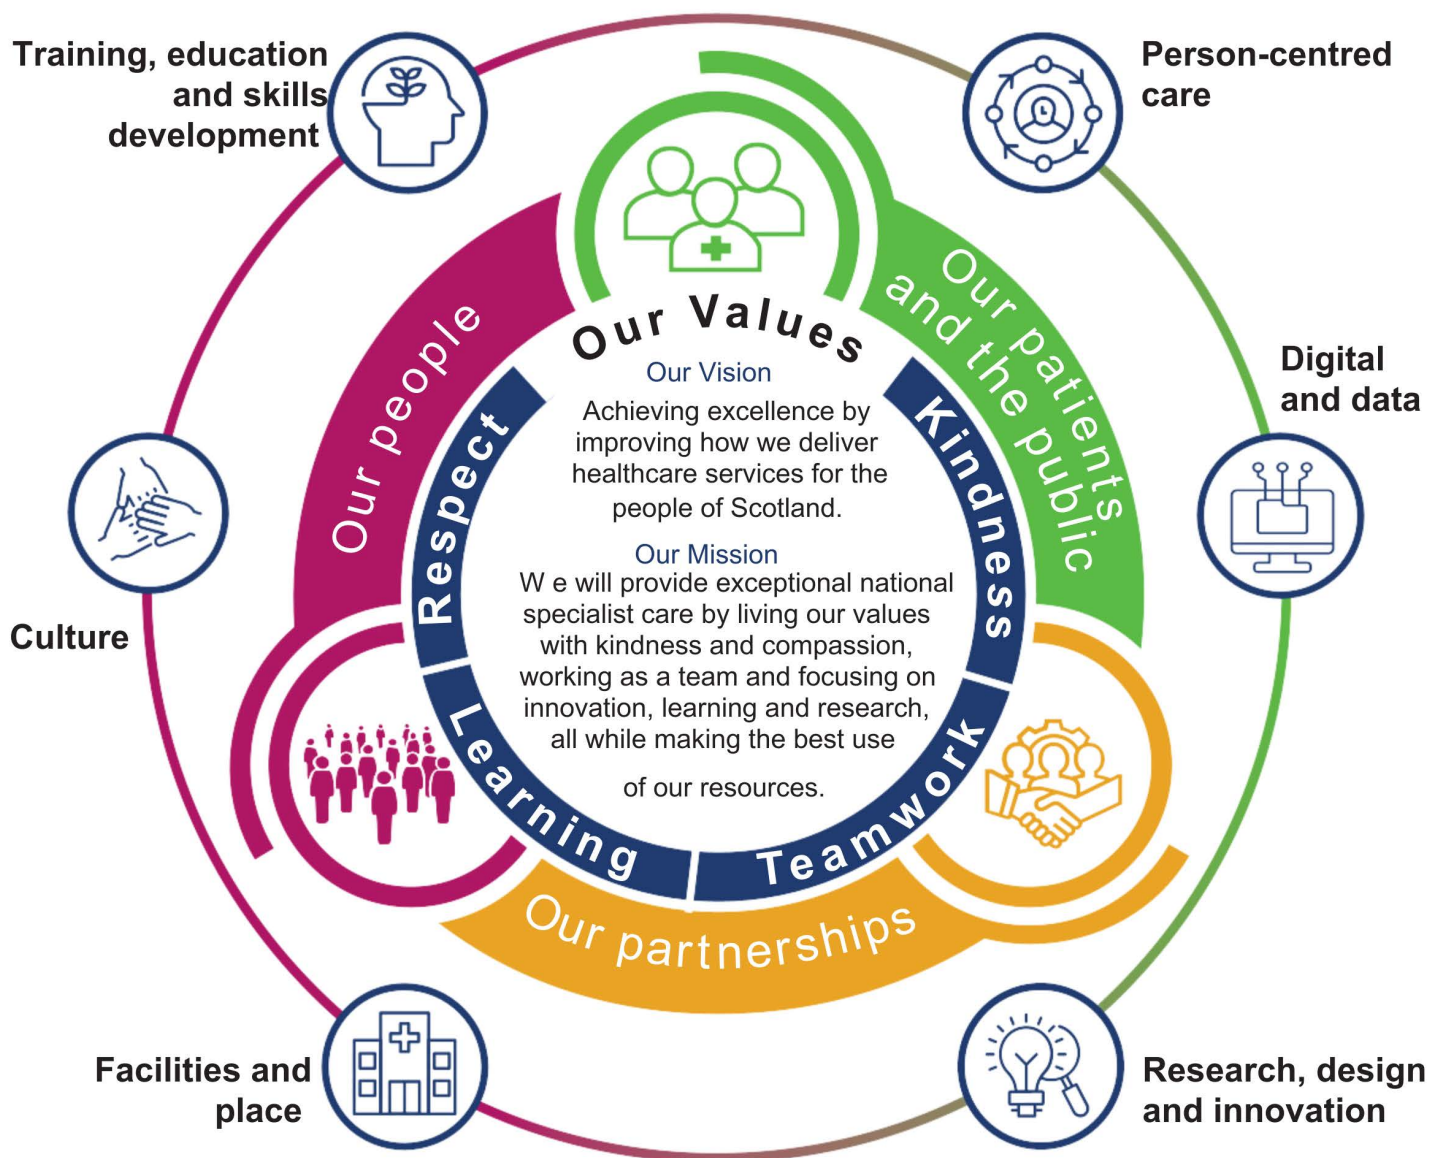 Training, education
and skills
development
Person-centred
care
Our people
Our patients
and the public
Our Values
Respect
Kindness
Our Vision
Achieving excellence by
improving how we deliver
healthcare services for the
people of Scotland.
Our Mission
W e will provide exceptional national
specialist care by living our values
with kindness and compassion,
working as a team and focusing on
innovation, learning and research,
all while making the best use
of our resources.
Digital
and data
Culture
Learning
Teamwork
Our partnerships
Facilities and
place
Research, design
and innovation